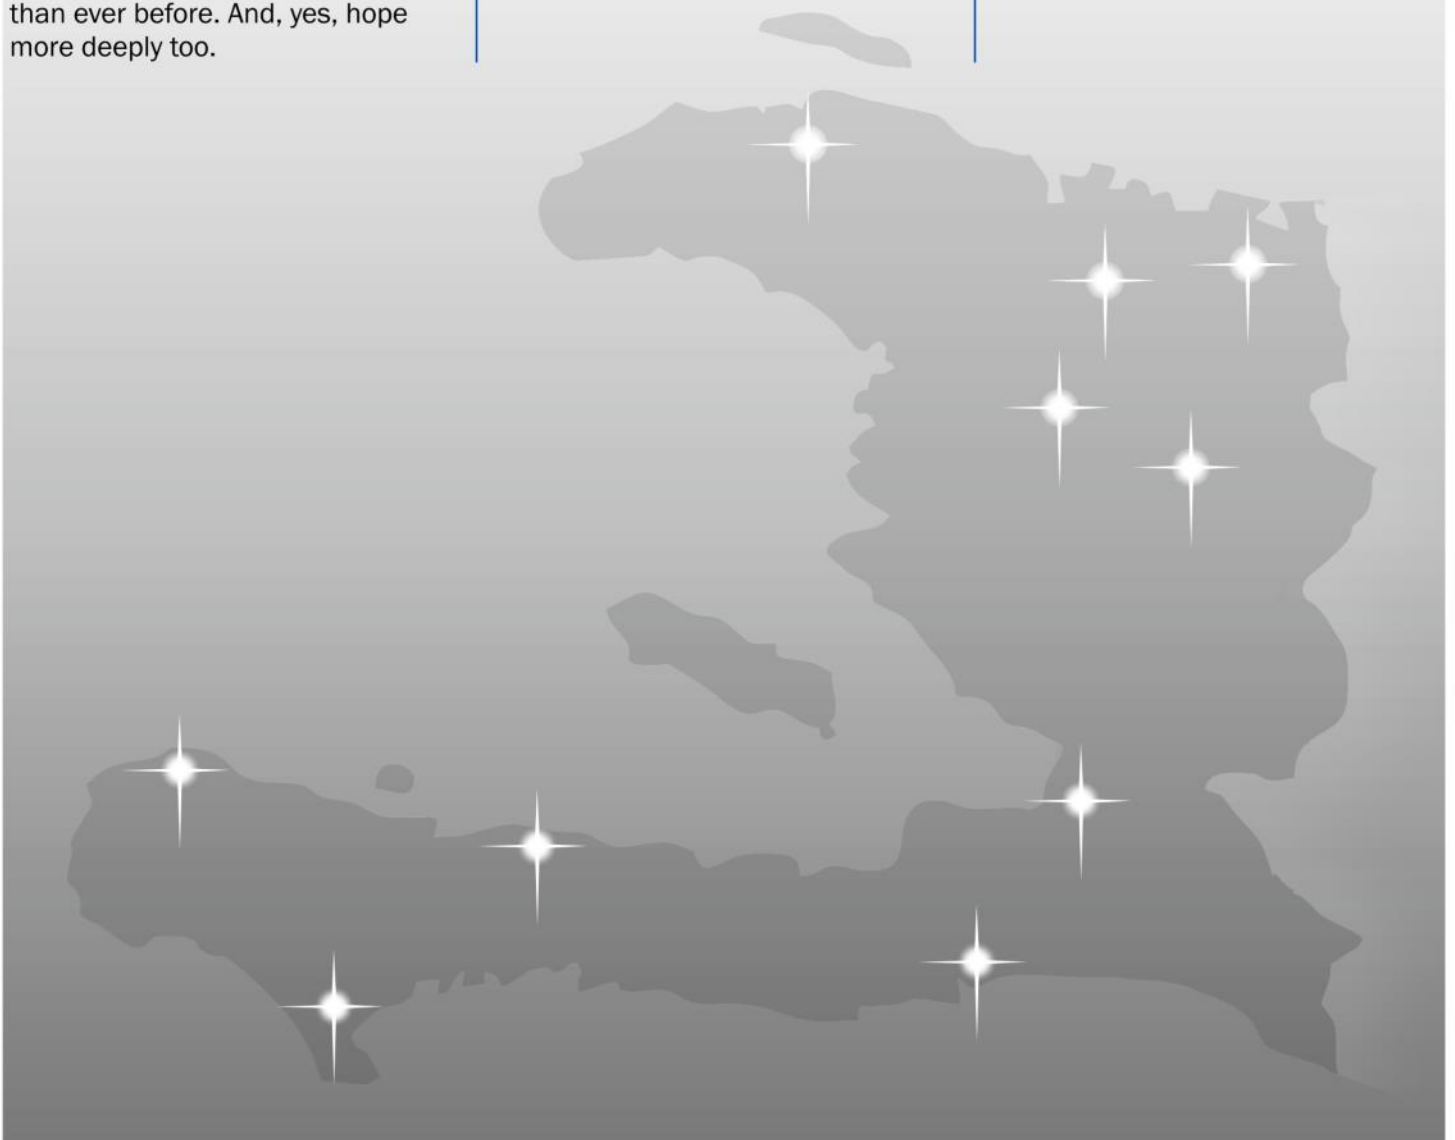 than ever before. And, yes, hope
more deeply too.